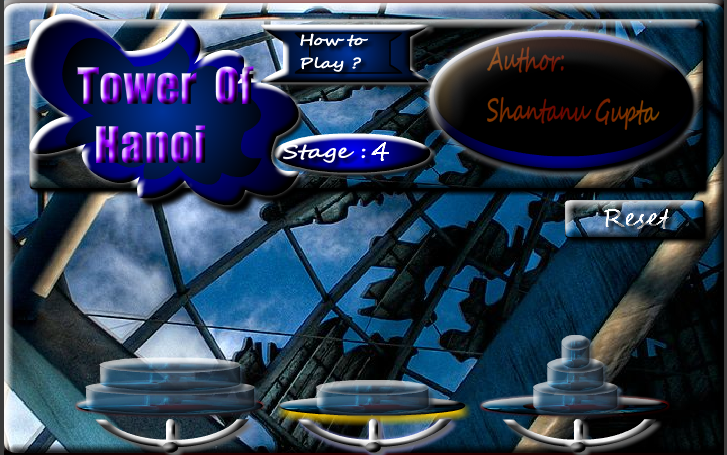 Tower Of
Hanoi
How to
Play ?
Stage : 4
Author:
Shantanu Gupta
Reset